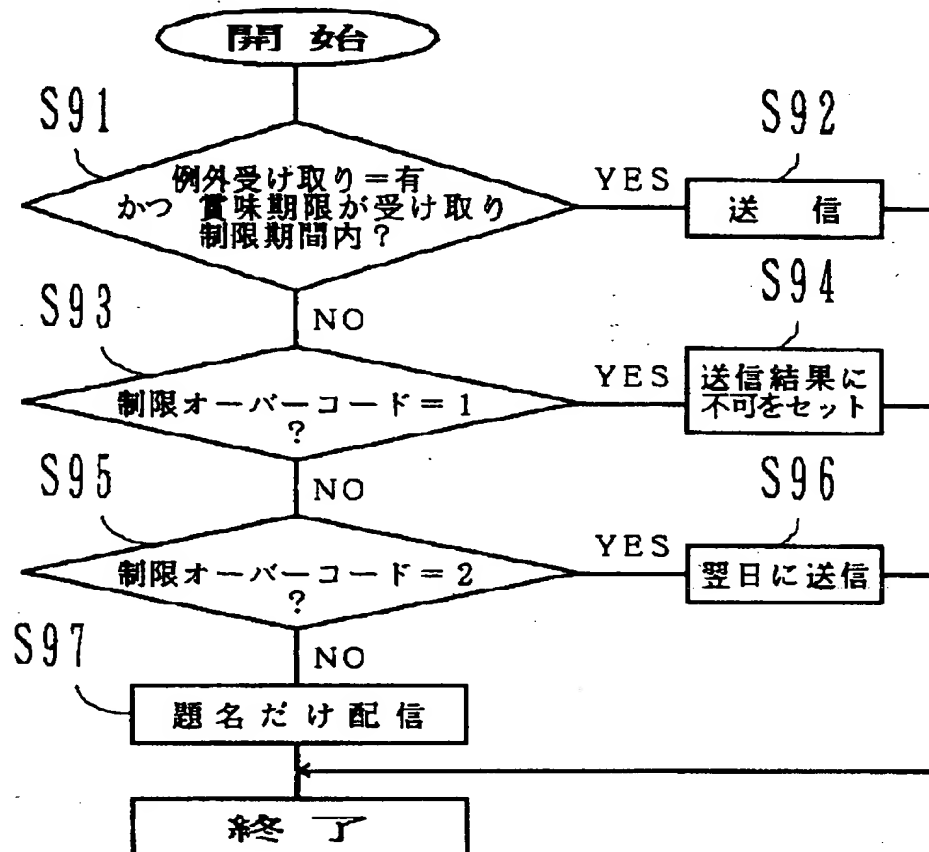 開始
S91
例外受け取り=有
かつ 賞味期限が受け取り
制限期間内?
YES
S92
送 信
NO
S93
制限オーバーコード=1
?
YES
S94
送信結果に
不可をセット
NO
S95
制限オーバーコード=2
?
YES
S96
翌日に送信
NO
S97
題名だけ配信
終了